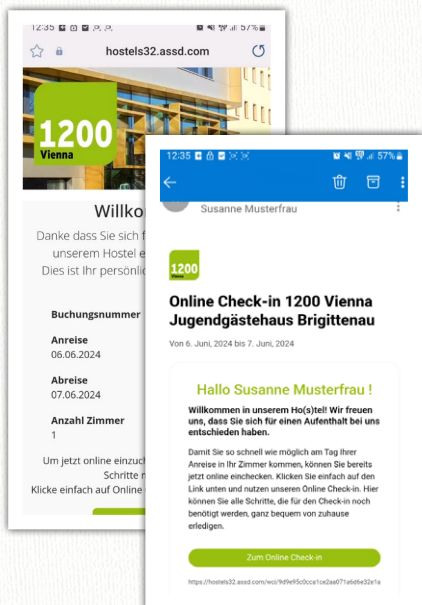 12:35
57%
hostels32.assd.com
1200
Vienna
Danke dass Sie sich
unserem Hostel
Dies ist Ihr
Buchungsnummer
Anreise
06.06.2024
Abreise
07.06.2024
Anzahl Zimmer
1
Um jetzt online
Schritte
Klicke einfach auf Online
12:35
57%
Susanne Musterfrau
1200
Online Check-in 1200 Vienna
Jugendgästehaus Brigittenau
Von 6. Juni, 2024 bis 7. Juni, 2024
Hallo Susanne Musterfrau !
Willkommen in unserem Ho(s)tel! Wir freuen
uns, dass Sie sich für einen Aufenthalt bei uns
entschieden haben.
Damit Sie so schnell wie möglich am Tag Ihrer
Anreise in Ihr Zimmer kommen, können Sie bereits
jetzt online einchecken. Klicken Sie einfach auf den
Link unten und nutzen unseren Online Check-in. Hier
können Sie alle Schritte, die für den Check-in noch
benötigt werden, ganz bequem von zuhause
erledigen.
Zum Online Check-in
https://hostels32.assd.com/wci/9d9e95c0cca1ce2aa071a6d6e32e1a